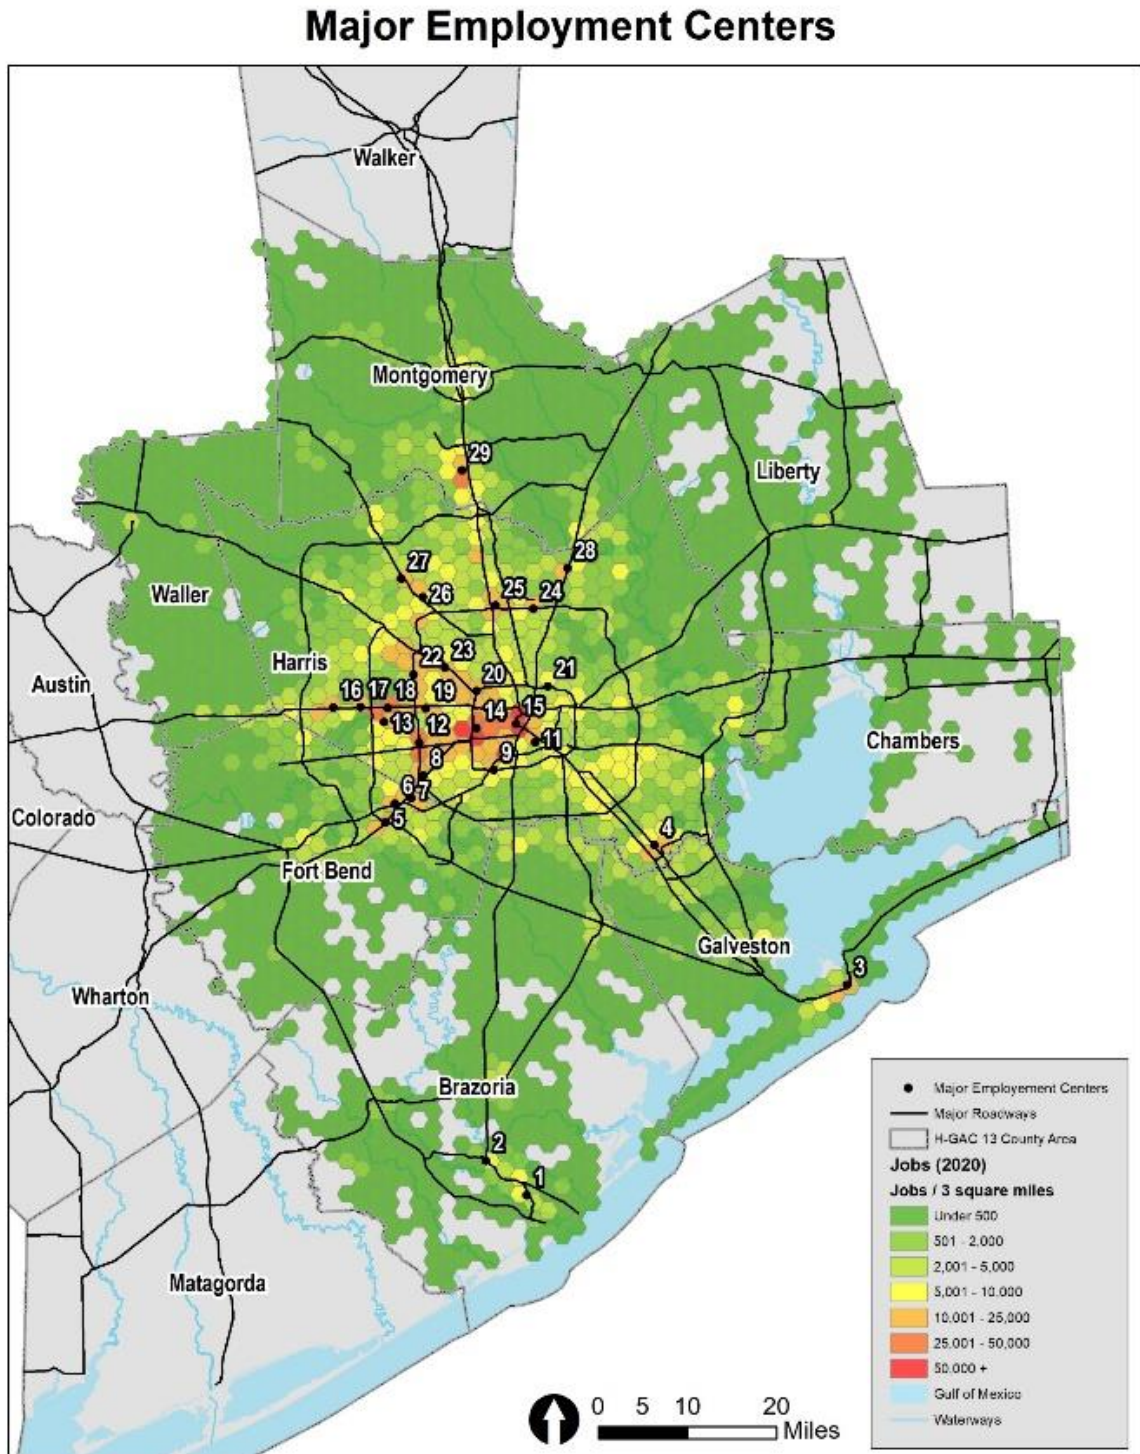 Major Employment Centers
Walker
Montgomery
29
Liberty
28
27
26
25 24
Waller
Harris
22 23
21
20
Austin
16 17 18 19
14 15
13 12 11
Chambers
9
8
6 7
5
Colorado
4
Fort Bend
Galveston
3
Wharton
Brazoria
2
1
Matagorda
Major Employement Centers
Major Roadways
H-GAC 13 County Area
Jobs (2020)
Jobs / 3 square miles
Under 500
501 - 2,000
2,001 - 5,000
5,001 - 10,000
10,001 - 25,000
25,001 - 50,000
50,000 +
Gulf of Mexico
Waterways
0 5 10 20
Miles